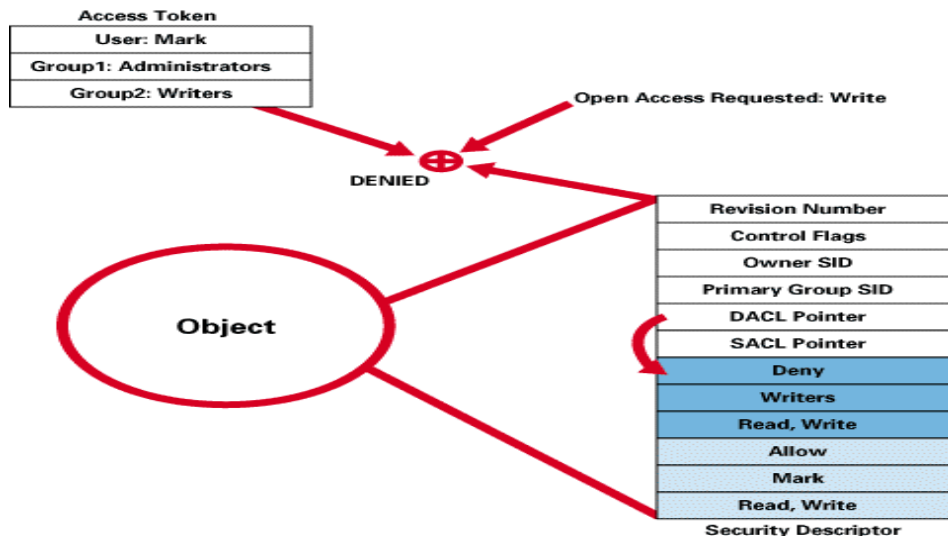 Access Token
User: Mark
Group1: Administrators
Group2: Writers
Open Access Requested: Write
DENIED
Object
Revision Number
Control Flags
Owner SID
Primary Group SID
DACL Pointer
SACL Pointer
Deny
Writers
Read, Write
Allow
Mark
Read, Write
Security Descriptor